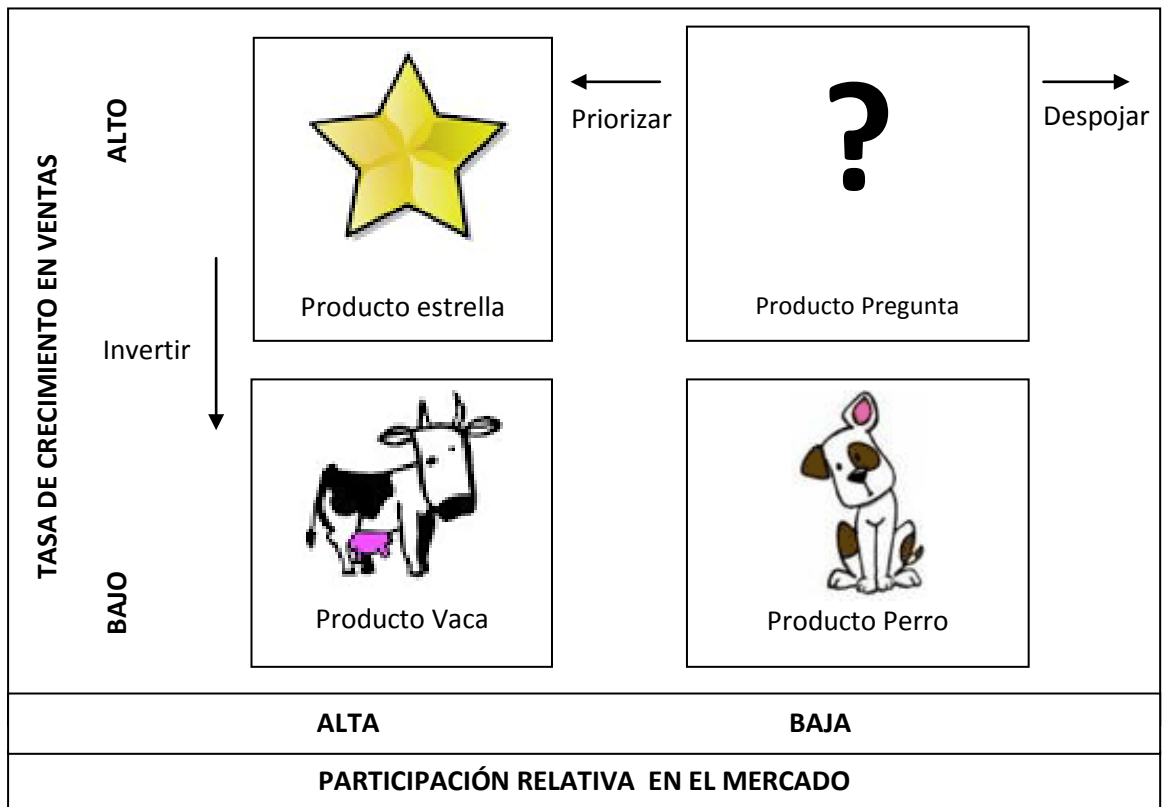 TASA DE CRECIMIENTO EN VENTAS
ALTO
Priorizar
?
Despojar
Producto estrella
Producto Pregunta
Invertir
BAJO
Producto Vaca
Producto Perro
ALTA
BAJA
PARTICIPACIÓN RELATIVA EN EL MERCADO